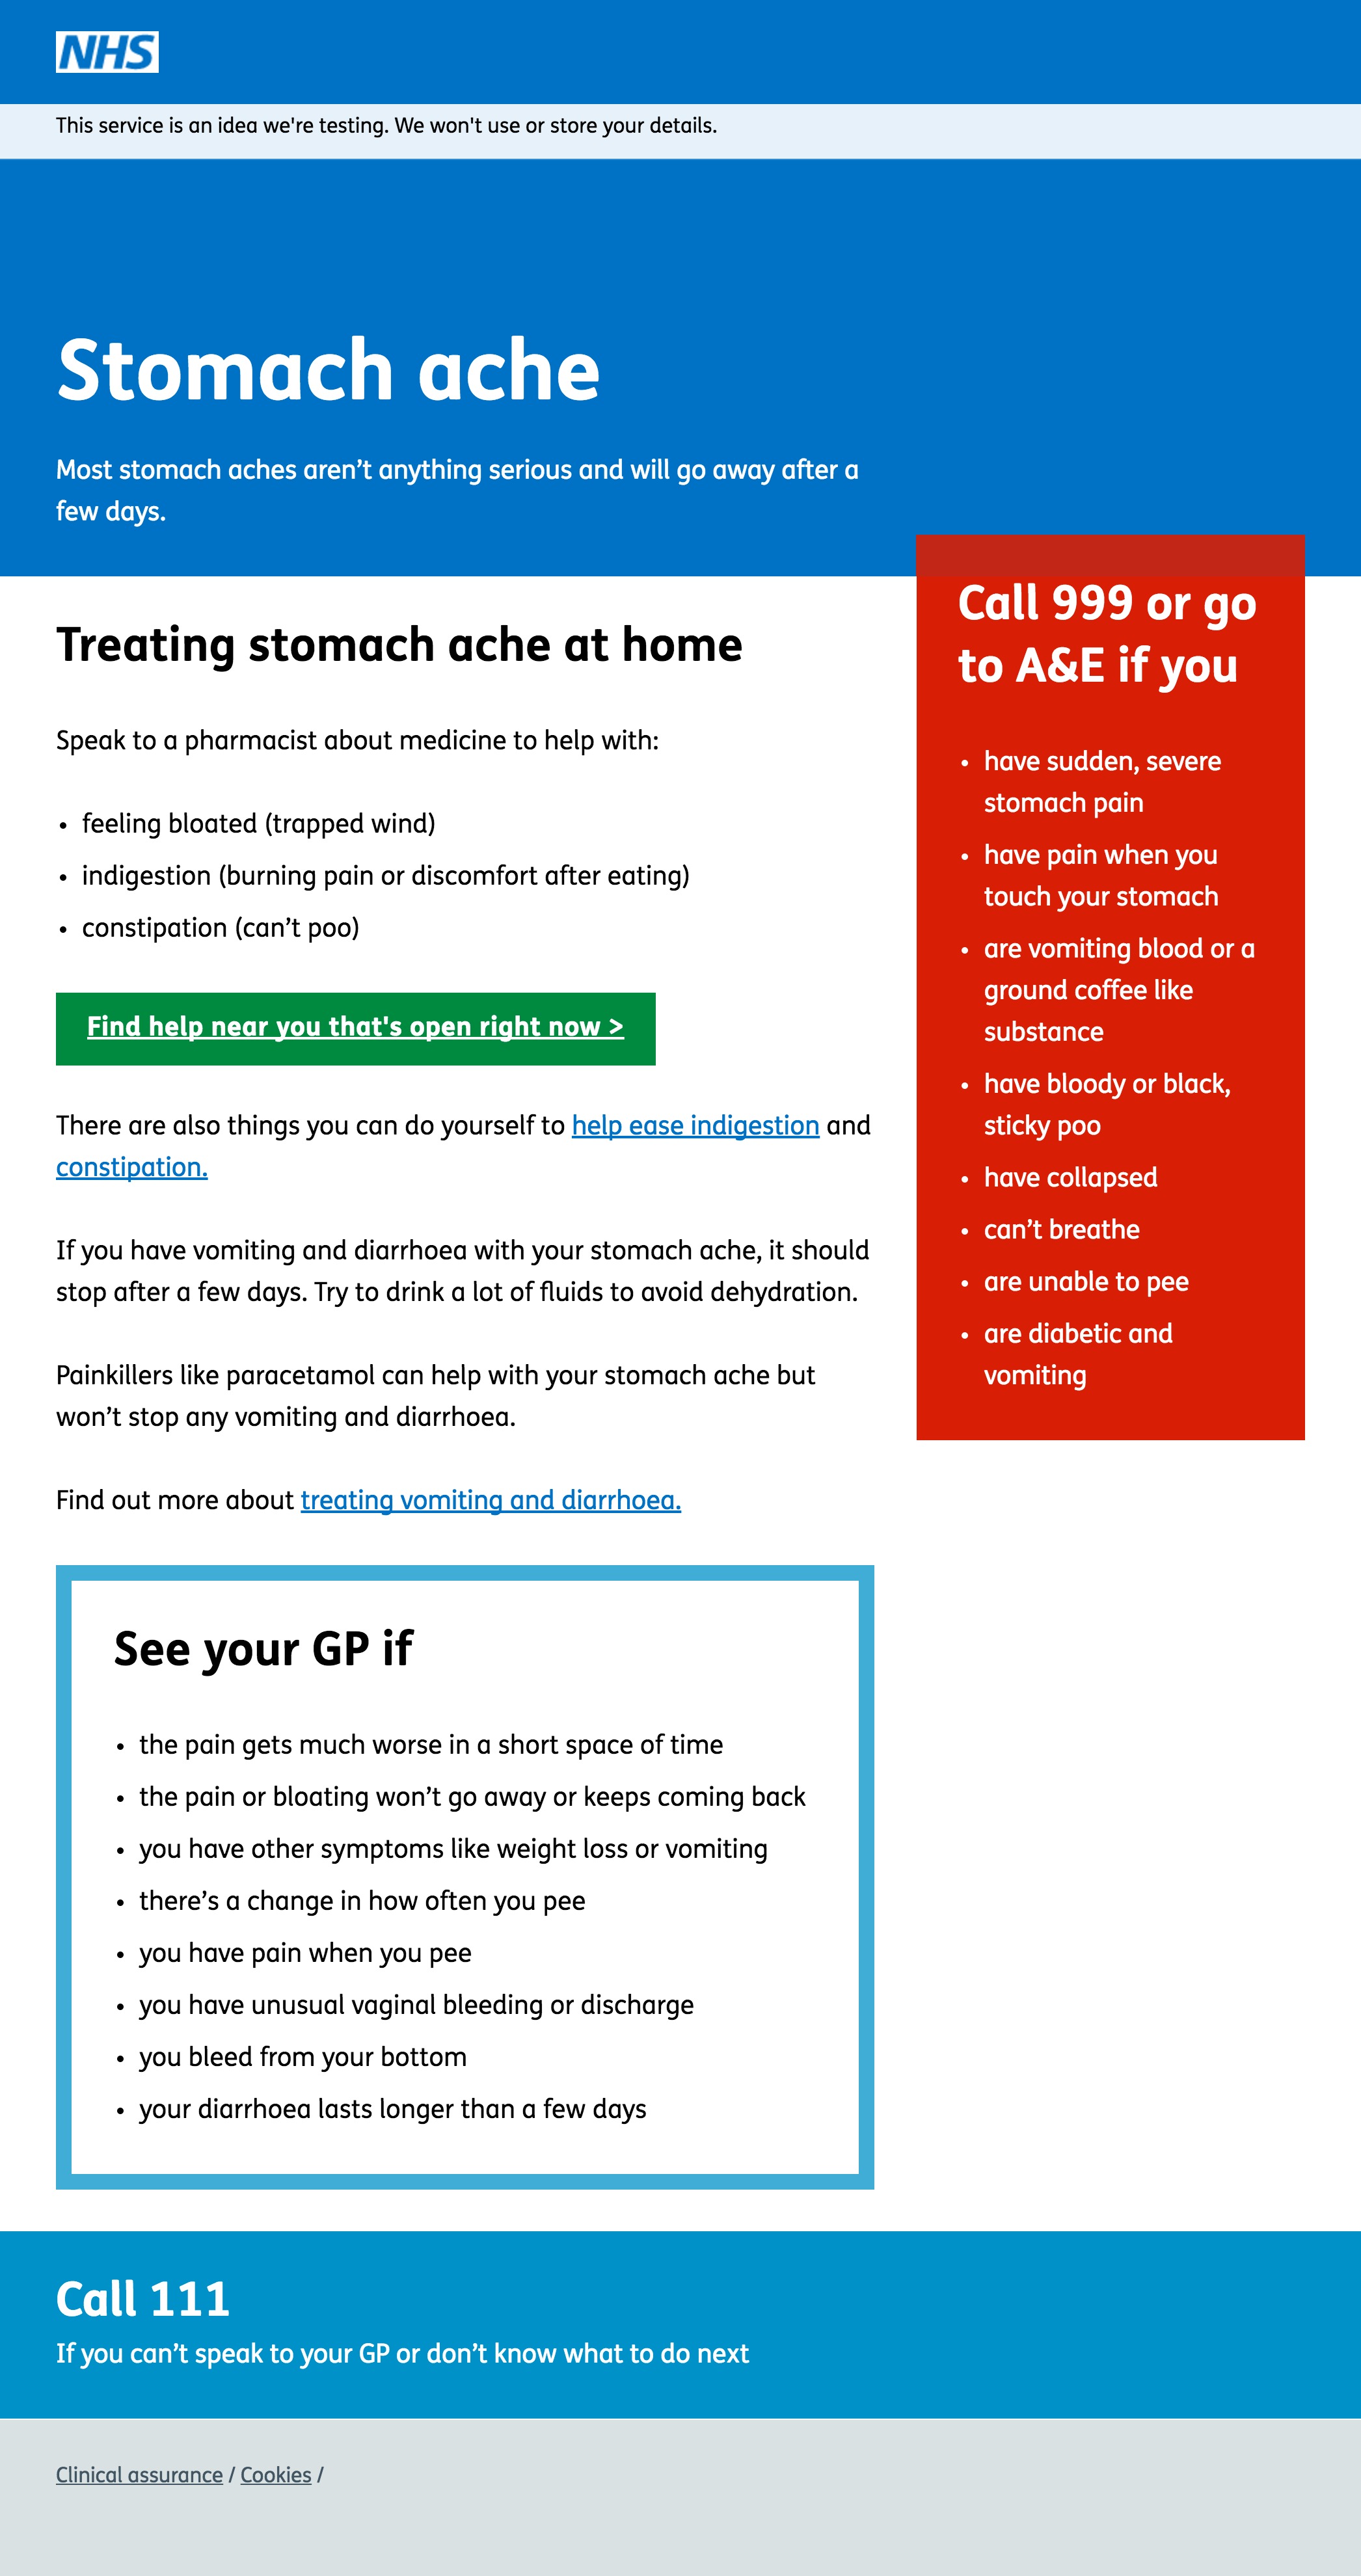 NHS
This service is an idea we're testing. We won't use or store your details.
Stomach ache
Most stomach aches aren’t anything serious and will go away after a
few days.
Treating stomach ache at home
Speak to a pharmacist about medicine to help with:
• feeling bloated (trapped wind)
• indigestion (burning pain or discomfort after eating)
• constipation (can’t poo)
Find help near you that's open right now >
There are also things you can do yourself to help ease indigestion and
constipation.
If you have vomiting and diarrhoea with your stomach ache, it should
stop after a few days. Try to drink a lot of fluids to avoid dehydration.
Painkillers like paracetamol can help with your stomach ache but
won’t stop any vomiting and diarrhoea.
Find out more about treating vomiting and diarrhoea.
Call 999 or go
to A&E if you
• have sudden, severe
stomach pain
• have pain when you
touch your stomach
• are vomiting blood or a
ground coffee like
substance
• have bloody or black,
sticky poo
• have collapsed
• can’t breathe
• are unable to pee
• are diabetic and
vomiting
See your GP if
• the pain gets much worse in a short space of time
• the pain or bloating won’t go away or keeps coming back
• you have other symptoms like weight loss or vomiting
• there’s a change in how often you pee
• you have pain when you pee
• you have unusual vaginal bleeding or discharge
• you bleed from your bottom
• your diarrhoea lasts longer than a few days
Call 111
If you can’t speak to your GP or don’t know what to do next
Clinical assurance / Cookies /